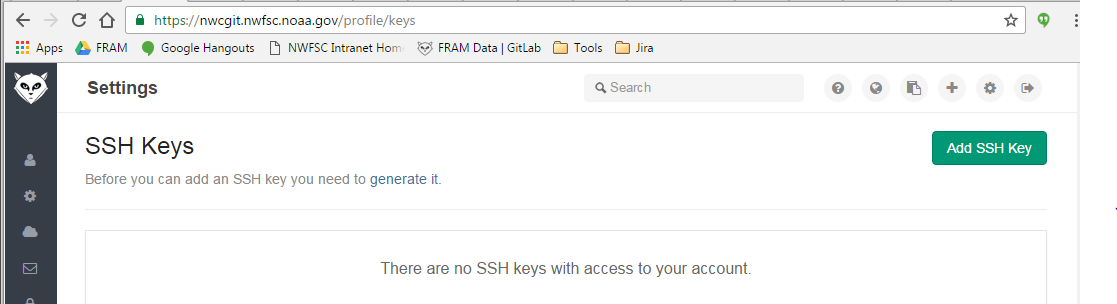 https://nwcgit.nwfsc.noaa.gov/profile/keys
Apps FRAM Google Hangouts NWFSC Intranet Hom FRAM Data | GitLab Tools Jira
Settings
Search
SSH Keys
Add SSH Key
Before you can add an SSH key you need to generate it.
There are no SSH keys with access to your account.